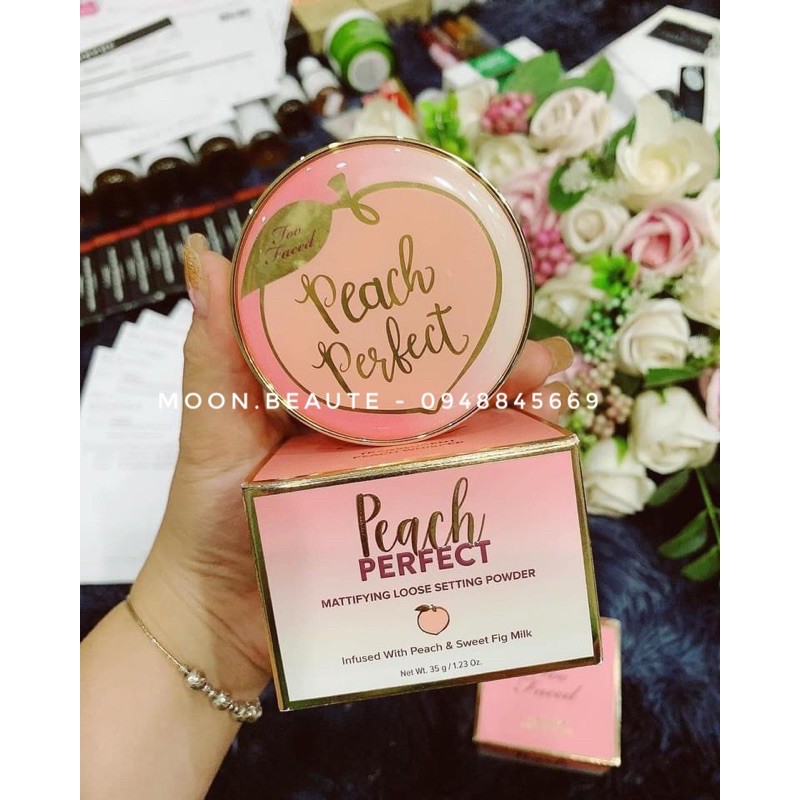 Too
Faced
Peach
Perfect
MOON.BEAUTE - 0948845669
Peach
PERFECT
MATTIFYING LOOSE SETTING POWDER
Infused With Peach & Sweet Fig Milk
Net Wt. 35 g / 1.23 Oz.
Too
Faced